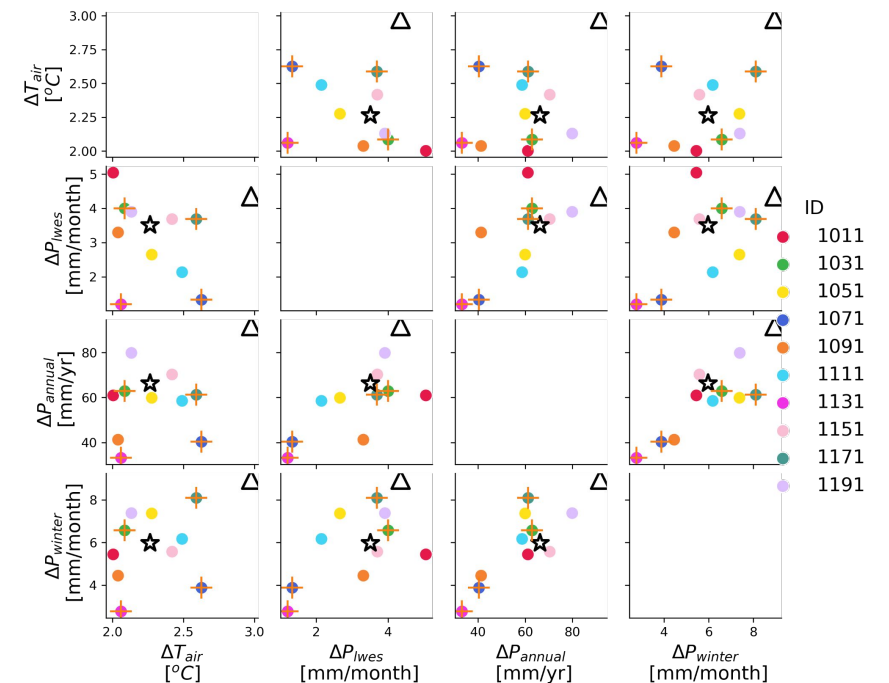 3.00
2.75
2.50
2.25
2.00
ΔT_air
[°C]
5
4
3
2
ΔP_lwes
[mm/month]
ID
1011
1031
1051
1071
1091
1111
1131
1151
1171
1191
80
60
40
ΔP_annual
[mm/yr]
8
6
4
ΔP_winter
[mm/month]
2.0 2.5 3.0
2 4
40 60 80
4 6 8
ΔT_air ΔP_lwes ΔP_annual ΔP_winter
[°C] [mm/month] [mm/yr] [mm/month]